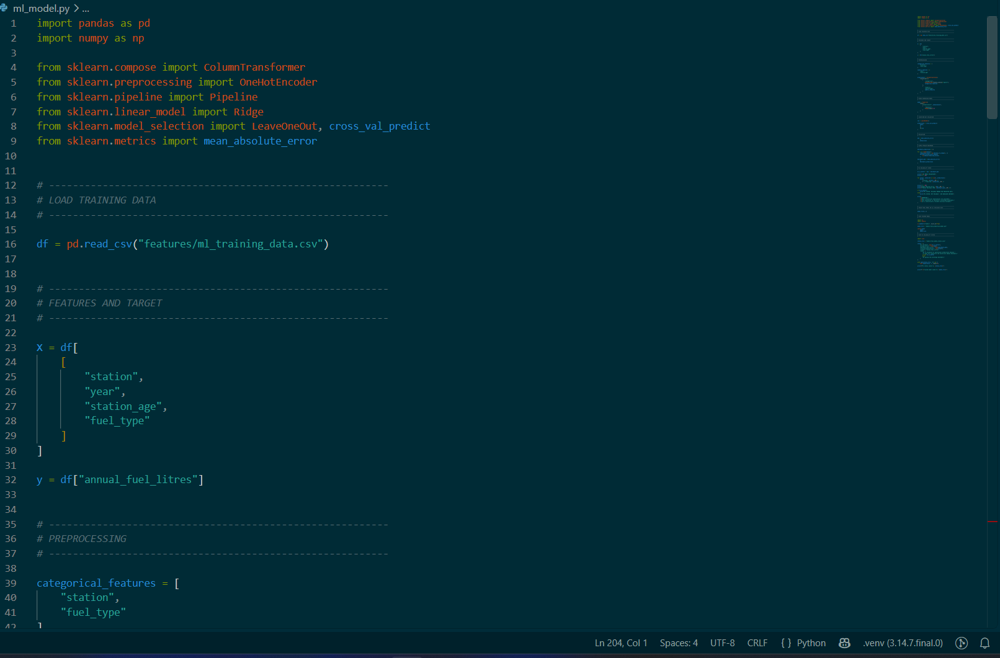 ml_model.py > ...
1 import pandas as pd
2 import numpy as np
3
4 from sklearn.compose import ColumnTransformer
5 from sklearn.preprocessing import OneHotEncoder
6 from sklearn.pipeline import Pipeline
7 from sklearn.linear_model import Ridge
8 from sklearn.model_selection import LeaveOneOut, cross_val_predict
9 from sklearn.metrics import mean_absolute_error
10
11
12 # ---------------------------------------------------------
13 # LOAD TRAINING DATA
14 # ---------------------------------------------------------
15
16 df = pd.read_csv("features/ml_training_data.csv")
17
18
19 # ---------------------------------------------------------
20 # FEATURES AND TARGET
21 # ---------------------------------------------------------
22
23 X = df[
24     [
25         "station",
26         "year",
27         "station_age",
28         "fuel_type"
29     ]
30 ]
31
32 y = df["annual_fuel_litres"]
33
34
35 # ---------------------------------------------------------
36 # PREPROCESSING
37 # ---------------------------------------------------------
38
39 categorical_features = [
40     "station",
41     "fuel_type"
42 ]
Ln 204, Col 1 Spaces: 4 UTF-8 CRLF { } Python .venv (3.14.7.final.0)